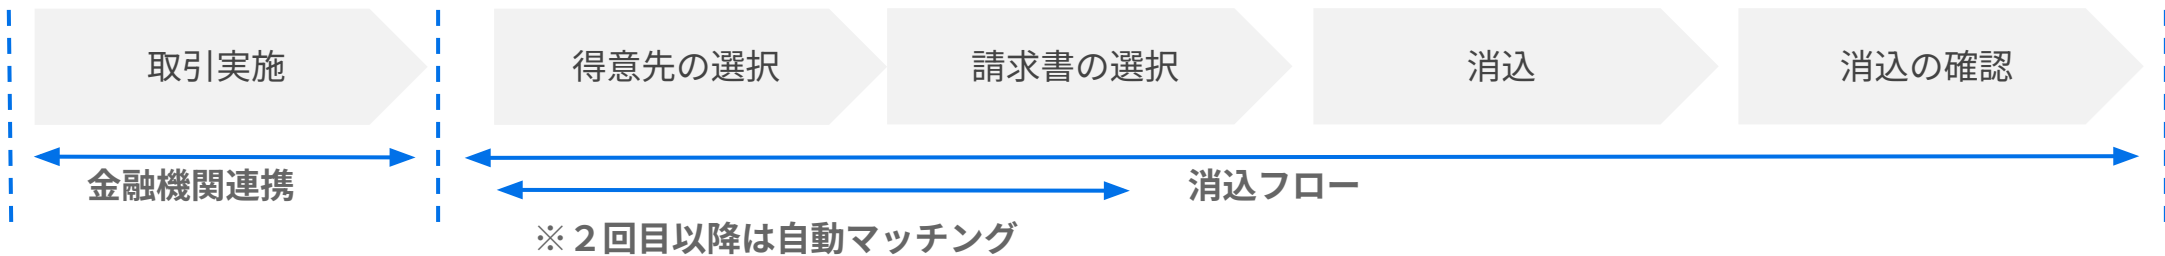 取引実施
得意先の選択
請求書の選択
消込
消込の確認
金融機関連携
消込フロー
※２回目以降は自動マッチング